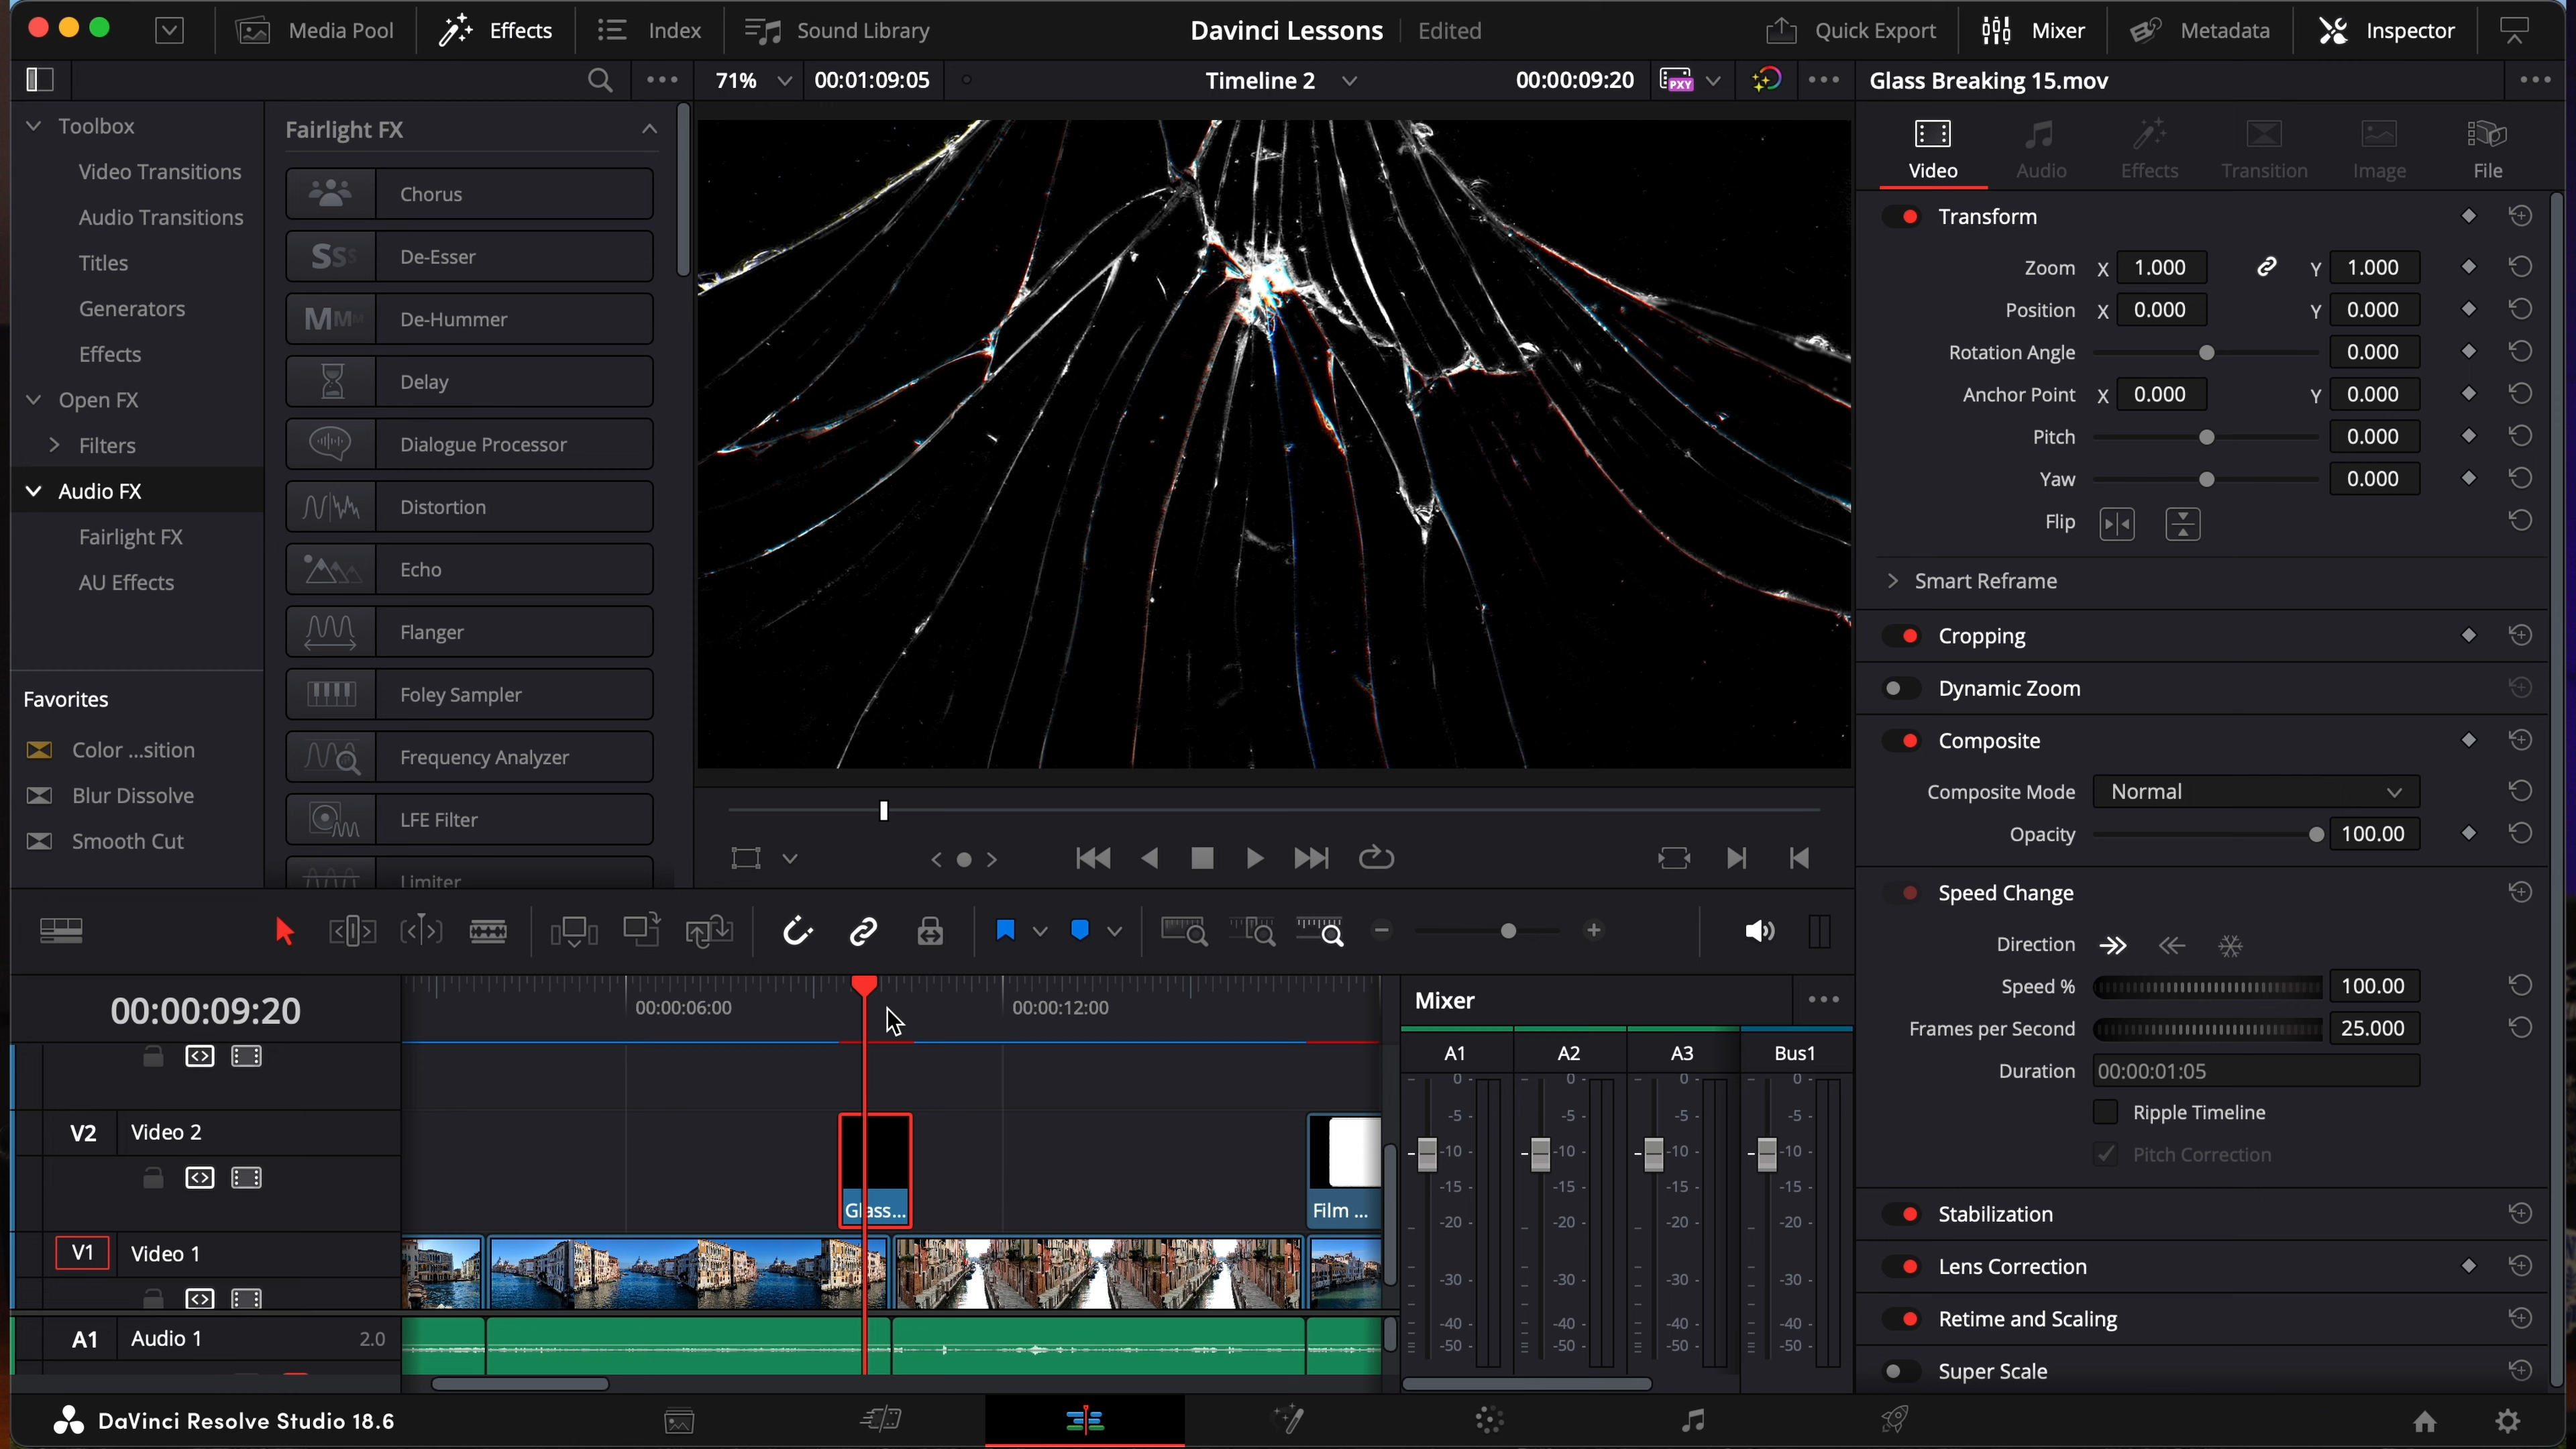 Media Pool
Effects
Index
Sound Library
Davinci Lessons
Edited
Quick Export
Mixer
Metadata
Inspector
71%
00:01:09:05
Timeline 2
00:00:09:20
PXY
Glass Breaking 15.mov
Toolbox
Video Transitions
Audio Transitions
Titles
Generators
Effects
Open FX
Filters
Audio FX
Fairlight FX
AU Effects
Favorites
Color ...sition
Blur Dissolve
Smooth Cut
Fairlight FX
Chorus
De-Esser
De-Hummer
Delay
Dialogue Processor
Distortion
Echo
Flanger
Foley Sampler
Frequency Analyzer
LFE Filter
Limiter
Video
Audio
Effects
Transition
Image
File
Transform
Zoom X 1.000 Y 1.000
Position X 0.000 Y 0.000
Rotation Angle 0.000
Anchor Point X 0.000 Y 0.000
Pitch 0.000
Yaw 0.000
Flip
Smart Reframe
Cropping
Dynamic Zoom
Composite
Composite Mode Normal
Opacity 100.00
Speed Change
Direction
Speed % 100.00
Frames per Second 25.000
Duration 00:00:01:05
Ripple Timeline
Pitch Correction
Stabilization
Lens Correction
Retime and Scaling
Super Scale
00:00:09:20
00:00:06:00
00:00:12:00
V2 Video 2
Glass...
Film ...
V1 Video 1
A1 Audio 1 2.0
Mixer
A1 A2 A3 Bus1
0 0 0 0
-5 -5 -5 -5
-10 -10 -10 -10
-15 -15 -15 -15
-20 -20 -20 -20
-30 -30 -30 -30
-40 -40 -40 -40
-50 -50 -50 -50
DaVinci Resolve Studio 18.6